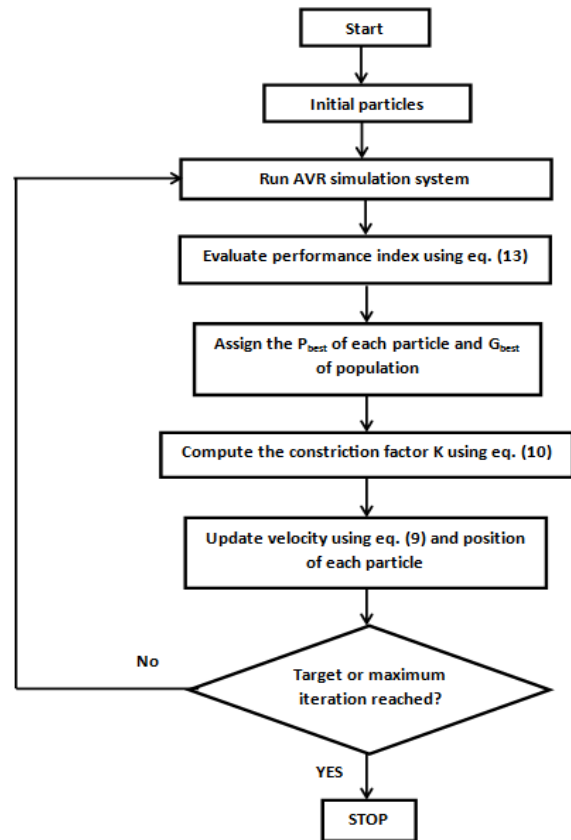 Start
Initial particles
Run AVR simulation system
Evaluate performance index using eq. (13)
Assign the Pbest of each particle and Gbest
of population
Compute the constriction factor K using eq. (10)
Update velocity using eq. (9) and position
of each particle
No
Target or maximum
iteration reached?
YES
STOP